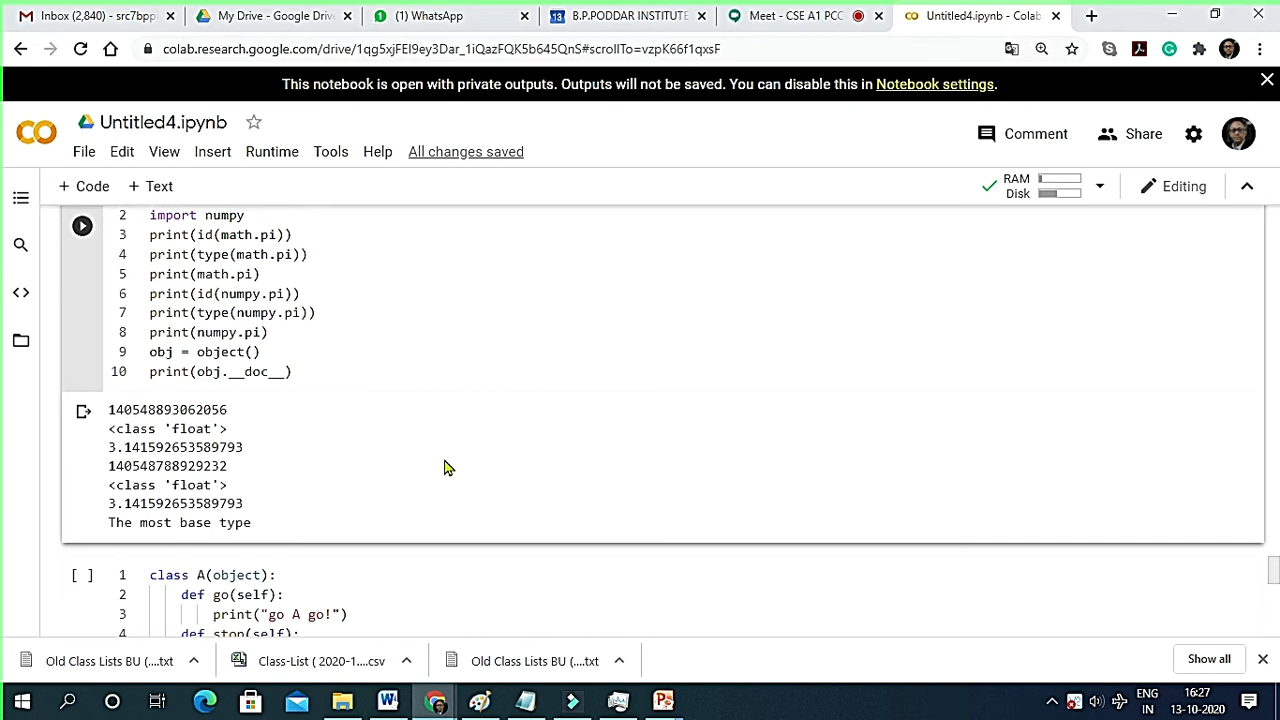 Inbox (2,840) - src7bpp
My Drive - Google Driv
(1) WhatsApp
B.P.PODDAR INSTITUTE
Meet - CSE A1 PCC
Untitled4.ipynb - Colab
colab.research.google.com/drive/1qg5xjFEI9ey3Dar_1iQazFQK5b645QnS#scrollTo=vzpK66f1qxsF
This notebook is open with private outputs. Outputs will not be saved. You can disable this in Notebook settings.
Untitled4.ipynb
Comment
Share
File Edit View Insert Runtime Tools Help All changes saved
+ Code + Text
RAM
Disk
Editing
2 import numpy
3 print(id(math.pi))
4 print(type(math.pi))
5 print(math.pi)
6 print(id(numpy.pi))
7 print(type(numpy.pi))
8 print(numpy.pi)
9 obj = object()
10 print(obj.__doc__)
140548893062056
<class 'float'>
3.141592653589793
140548788929232
<class 'float'>
3.141592653589793
The most base type
[ ] 1 class A(object):
2 def go(self):
3 print("go A go!")
4 def stop(self):
Old Class Lists BU (....txt
Class-List ( 2020-1....csv
Old Class Lists BU (....txt
Show all
ENG
IN
16:27
13-10-2020